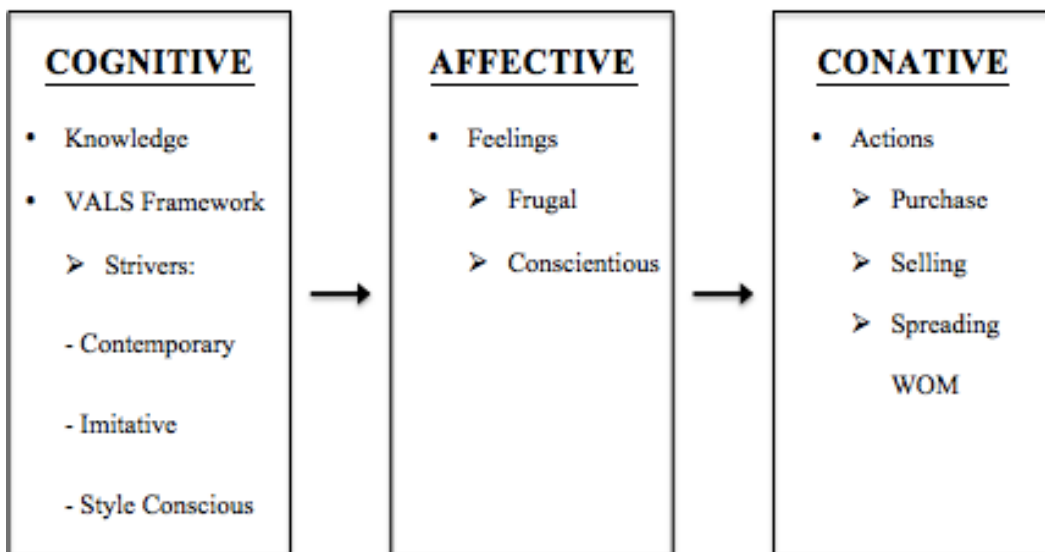 COGNITIVE
• Knowledge
• VALS Framework
➢ Strivers:
- Contemporary
- Imitative
- Style Conscious
AFFECTIVE
• Feelings
➢ Frugal
➢ Conscientious
CONATIVE
• Actions
➢ Purchase
➢ Selling
➢ Spreading
WOM